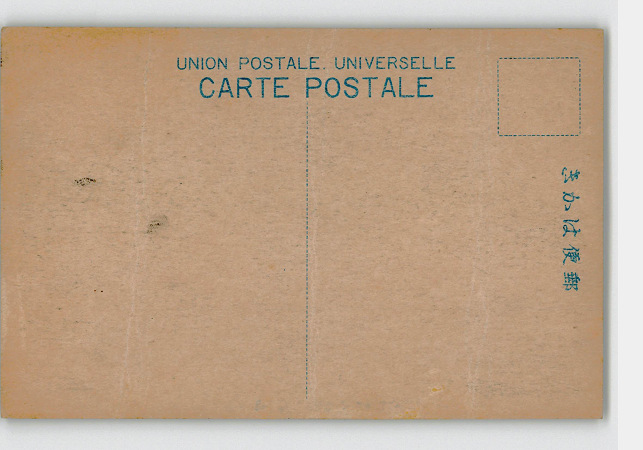 UNION POSTALE UNIVERSELLE
CARTE POSTALE
郵便はかき